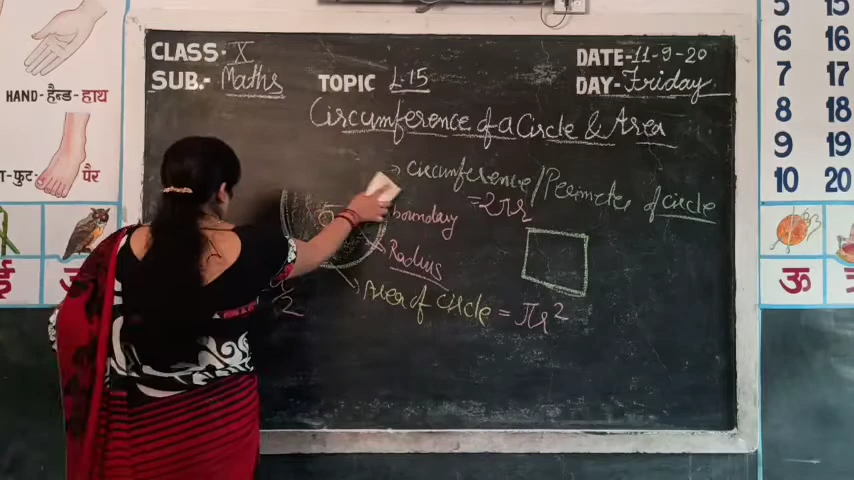 CLASS:- X
SUB.- Maths
TOPIC L-15
DATE:-11-9-20
DAY:-Friday
Circumference of a Circle & Area
circumference/Perimeter of circle
=2πr
boundary
Radius
Area of circle = πr²
2
HAND-हैन्ड-हाथ
-फुट- पैर
5 15
6 16
7 17
8 18
9 19
10 20
ऊ